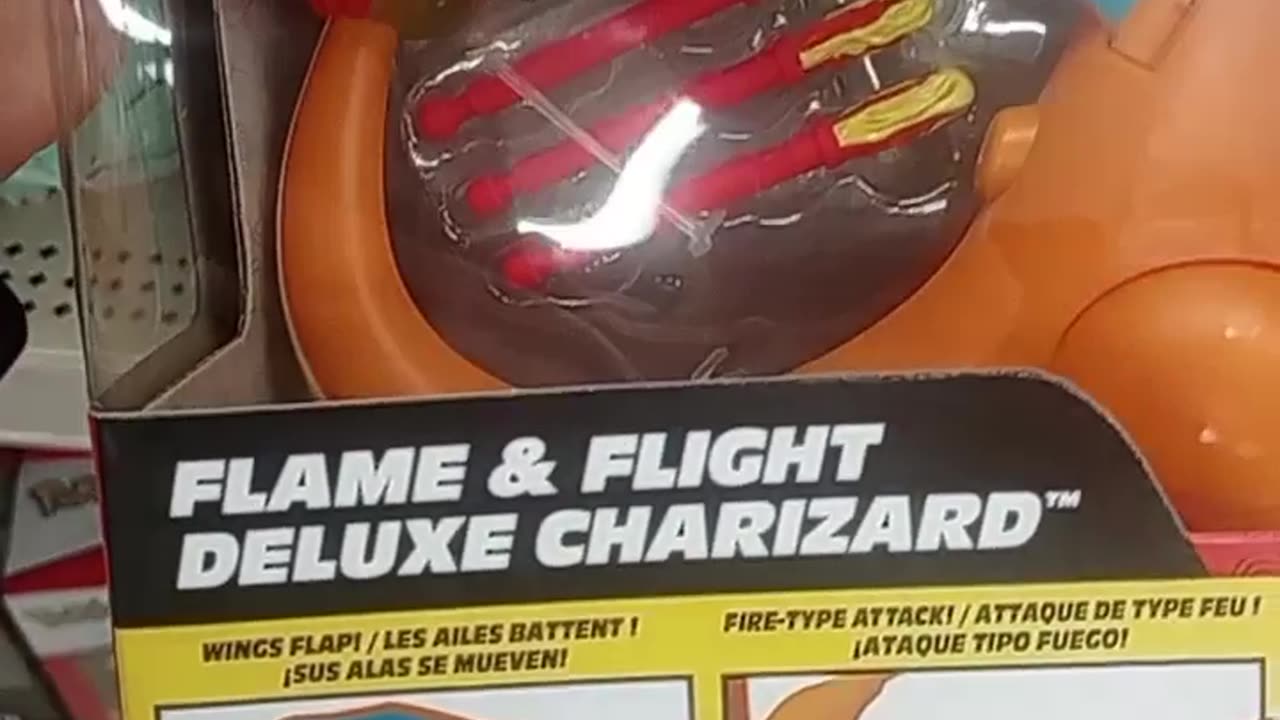 FLAME & FLIGHT
DELUXE CHARIZARD™
WINGS FLAP! / LES AILES BATTENT !
¡SUS ALAS SE MUEVEN!
FIRE-TYPE ATTACK! / ATTAQUE DE TYPE FEU !
¡ATAQUE TIPO FUEGO!